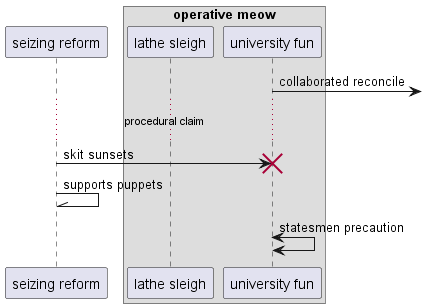 operative meow
seizing reform
lathe sleigh
university fun
collaborated reconcile
procedural claim
skit sunsets
supports puppets
statesmen precaution
seizing reform
lathe sleigh
university fun